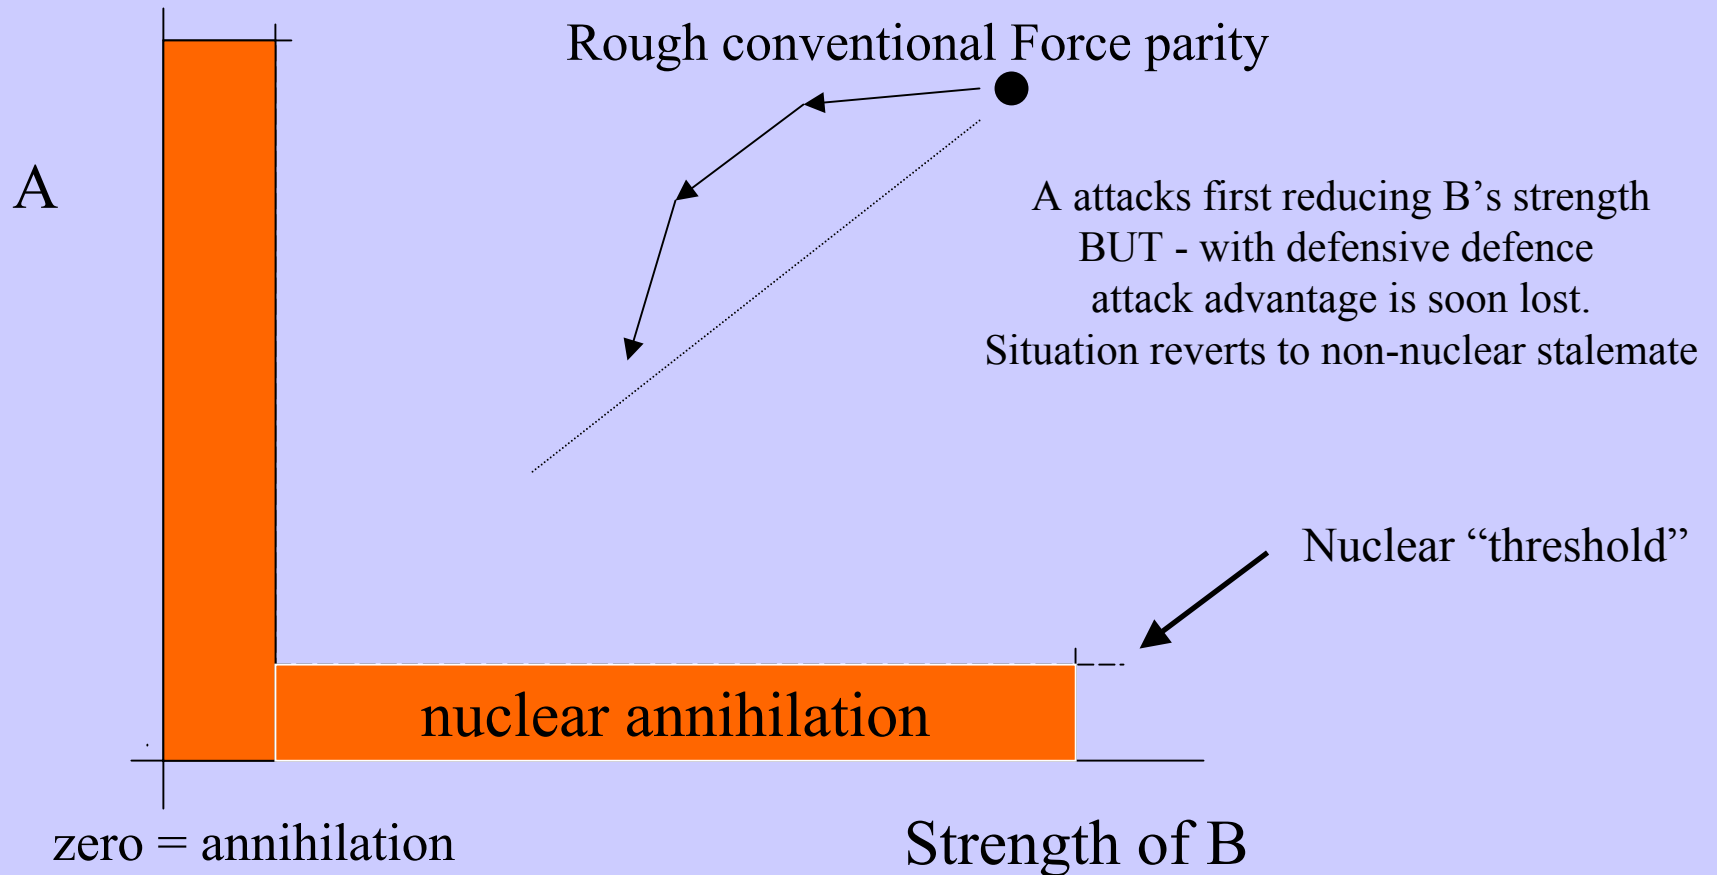 Rough conventional Force parity
A
A attacks first reducing B’s strength
BUT - with defensive defence
attack advantage is soon lost.
Situation reverts to non-nuclear stalemate
Nuclear “threshold”
nuclear annihilation
zero = annihilation
Strength of B